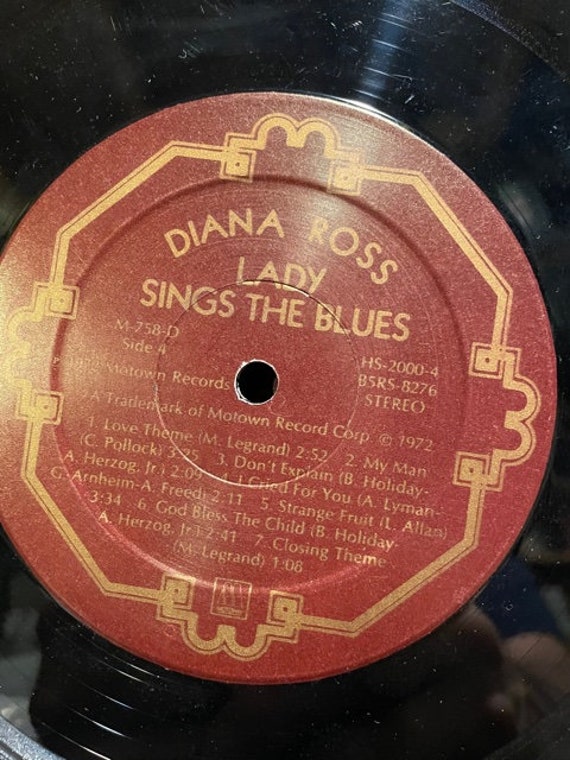 DIANA ROSS
LADY
SINGS THE BLUES
M-758-D
Side 4
HS-2000-4
B5RS-8276
STEREO
Motown Records
A Trademark of Motown Record Corp. © 1972
1. Love Theme (M. Legrand) 2:52 2. My Man
(C. Pollock) 3:25 3. Don't Explain (B. Holiday-
A. Herzog, Jr.) 2:09 I Cried For You (A. Lyman-
G. Arnheim-A. Freed) 2:11 5. Strange Fruit (L. Allan)
3:34 6. God Bless The Child (B. Holiday-
A. Herzog, Jr.) 2:41 7. Closing Theme
(M. Legrand) 1:08